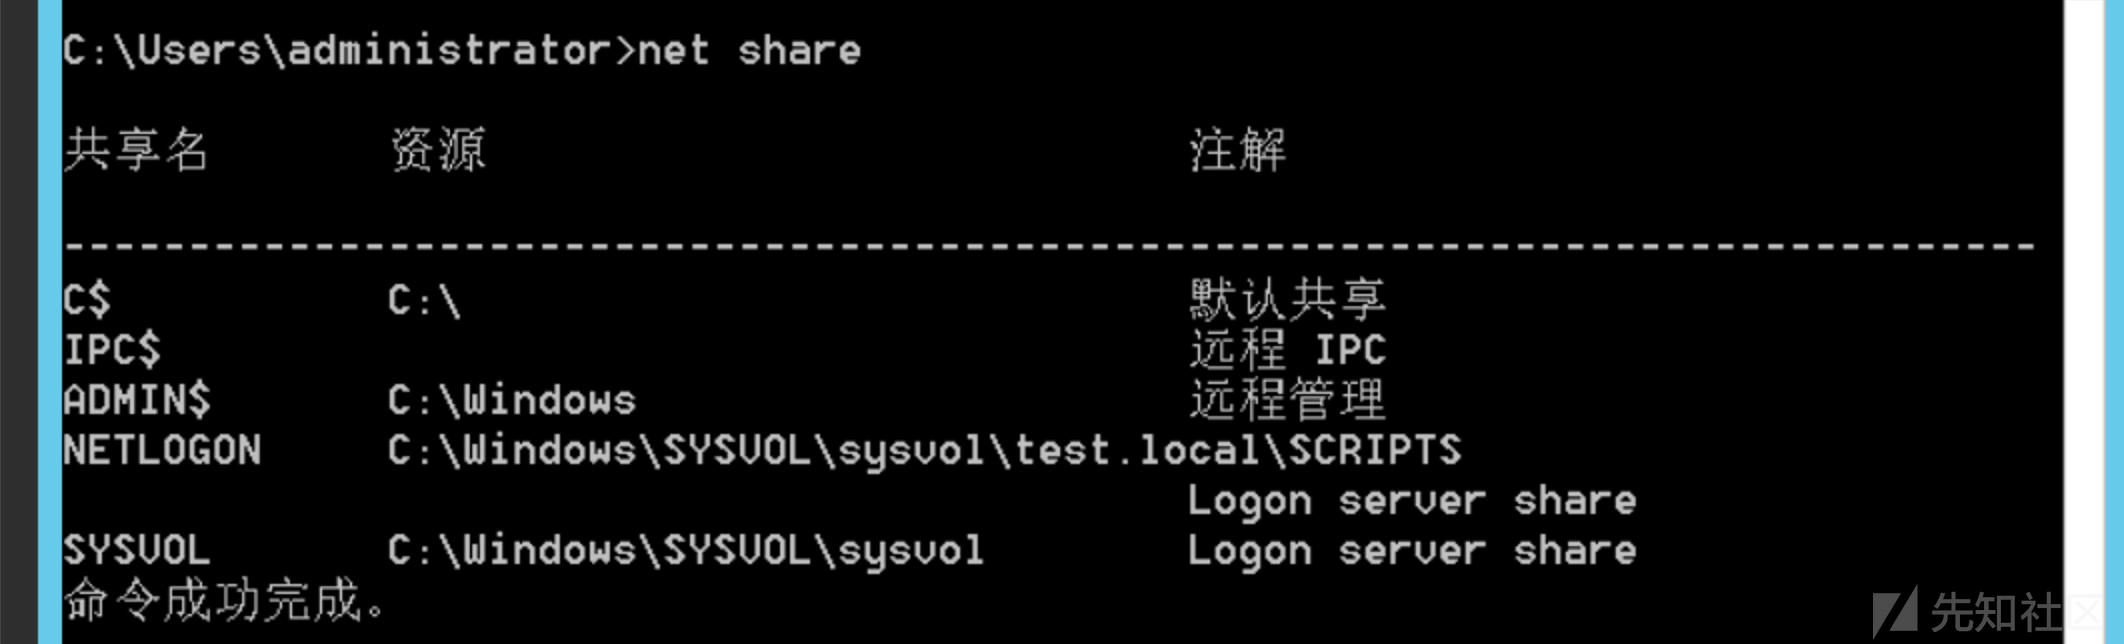 C:\Users\administrator>net share
共享名 资源 注解
-------------------------------------------------------------------------------
C$ C:\ 默认共享
IPC$ 远程 IPC
ADMIN$ C:\Windows 远程管理
NETLOGON C:\Windows\SYSVOL\sysvol\test.local\SCRIPTS
Logon server share
SYSVOL C:\Windows\SYSVOL\sysvol Logon server share
命令成功完成。
先知社区